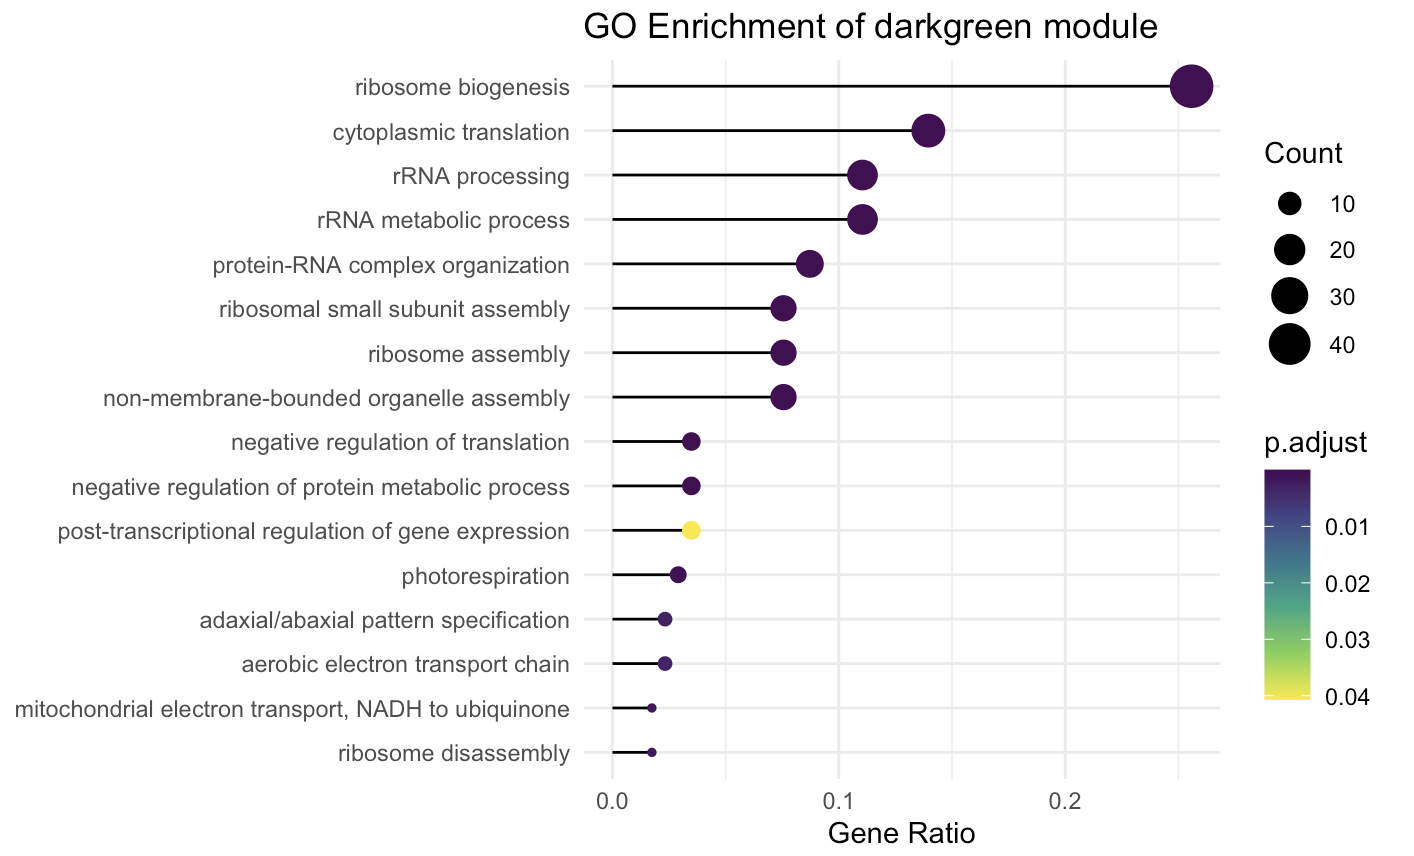 GO Enrichment of darkgreen module
ribosome biogenesis
cytoplasmic translation
rRNA processing
rRNA metabolic process
protein-RNA complex organization
ribosomal small subunit assembly
ribosome assembly
non-membrane-bounded organelle assembly
negative regulation of translation
negative regulation of protein metabolic process
post-transcriptional regulation of gene expression
photorespiration
adaxial/abaxial pattern specification
aerobic electron transport chain
mitochondrial electron transport, NADH to ubiquinone
ribosome disassembly
0.0 0.1 0.2
Gene Ratio
Count
10
20
30
40
p.adjust
0.01
0.02
0.03
0.04